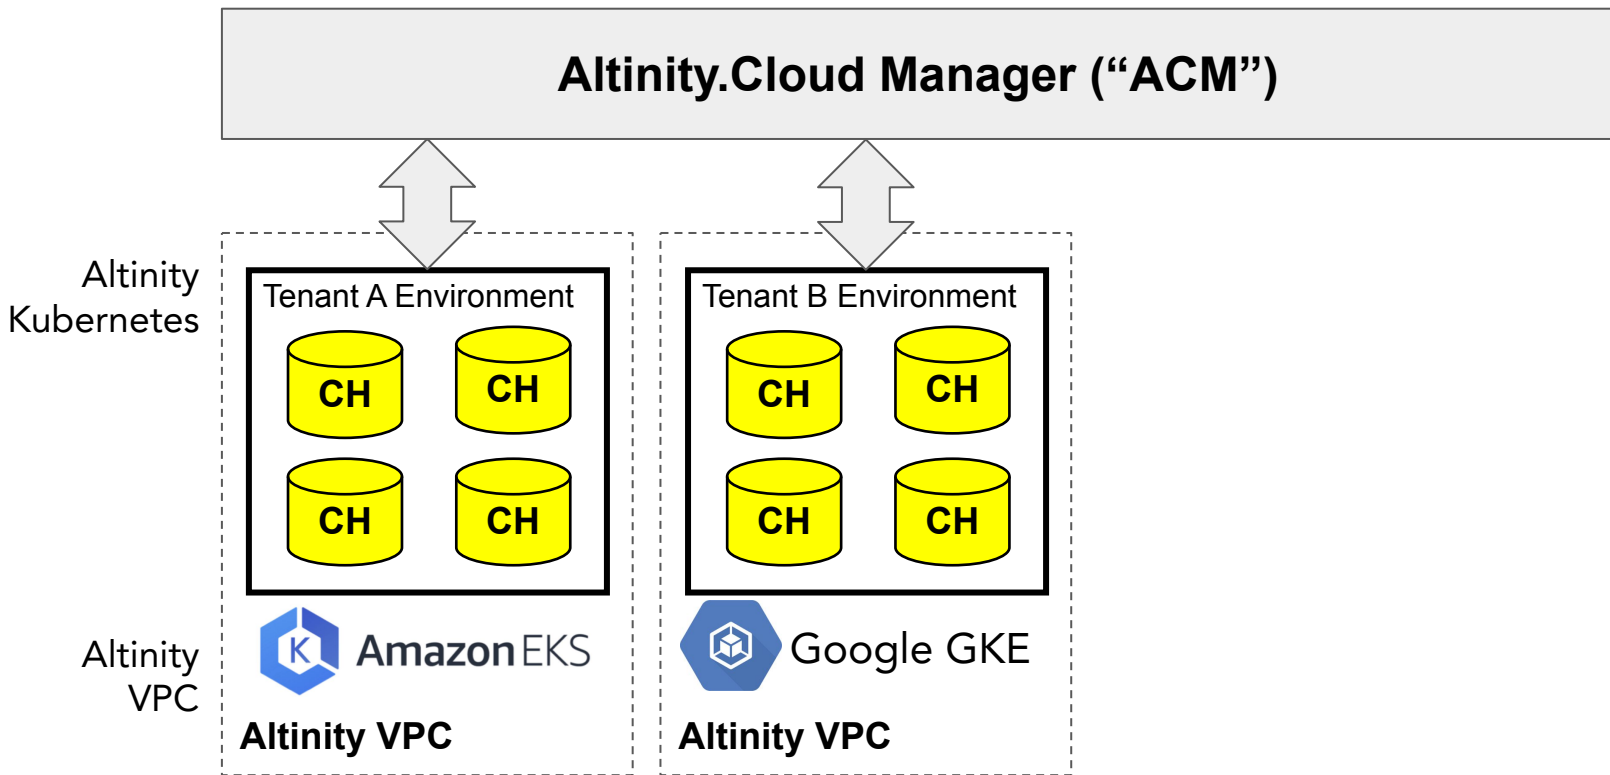 Altinity.Cloud Manager (“ACM”)
Altinity
Kubernetes
Tenant A Environment
CH
CH
CH
CH
Tenant B Environment
CH
CH
CH
CH
Altinity
VPC
K
Amazon EKS
Altinity VPC
Google GKE
Altinity VPC